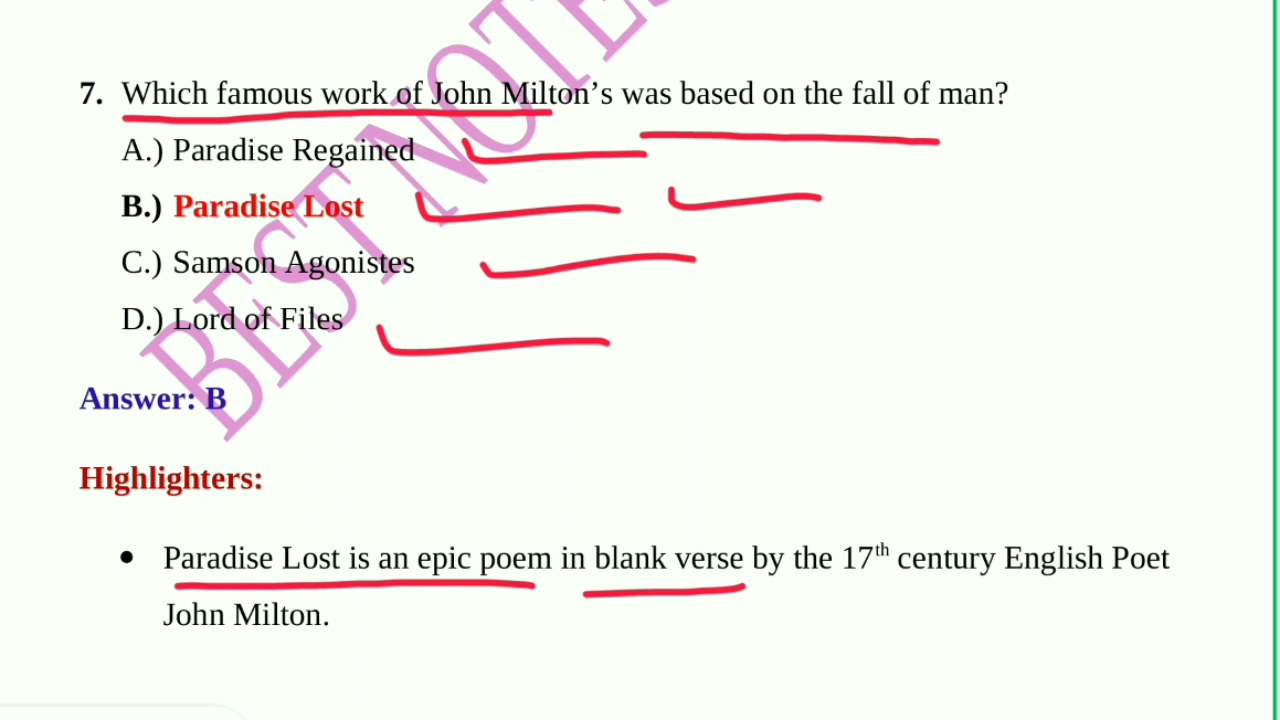 7. Which famous work of John Milton’s was based on the fall of man?
A.) Paradise Regained
B.) Paradise Lost
C.) Samson Agonistes
D.) Lord of Files
Answer: B
Highlighters:
• Paradise Lost is an epic poem in blank verse by the 17th century English Poet
John Milton.
BEST NOTES